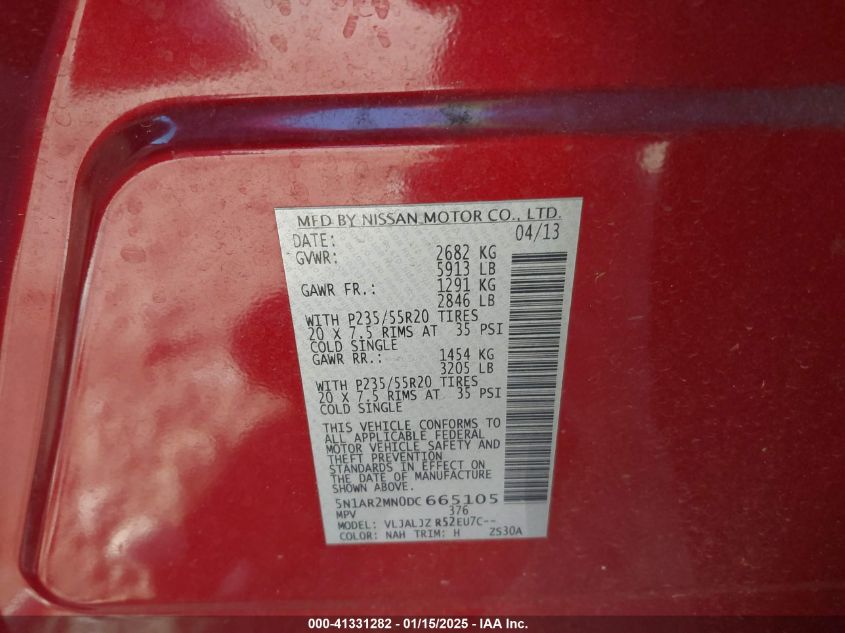 MFD BY NISSAN MOTOR CO., LTD.
DATE: 04/13
GVWR: 2682 KG
5913 LB
GAWR FR.: 1291 KG
2846 LB
WITH P235/55R20 TIRES
20 X 7.5 RIMS AT 35 PSI
COLD SINGLE
GAWR RR.: 1454 KG
3205 LB
WITH P235/55R20 TIRES
20 X 7.5 RIMS AT 35 PSI
COLD SINGLE
THIS VEHICLE CONFORMS TO
ALL APPLICABLE FEDERAL
MOTOR VEHICLE SAFETY AND
THEFT PREVENTION
STANDARDS IN EFFECT ON
THE DATE OF MANUFACTURE
SHOWN ABOVE.
5N1AR2MN0DC665105
MPV 376
MODEL: VLJALJZ R52EU7C--
COLOR: NAH TRIM: H ZS30A
000-41331282 - 01/15/2025 - IAA Inc.